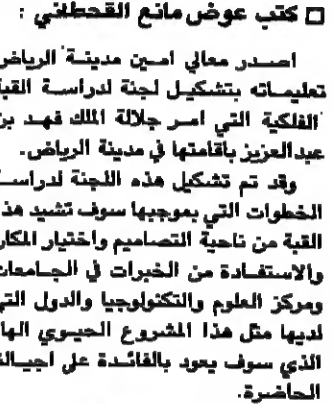 □ كتب عوض مانع القحطاني :
اصدر معالي امين مدينة الرياض
تعليماته بتشكيل لجنة لدراسة القبة
الفلكية التي امر جلالة الملك فهد بن
عبدالعزيز باقامتها في مدينة الرياض.
وقد تم تشكيل هذه اللجنة لدراسة
الخطوات التي بموجبها سوف تشيد هذ
القبة من ناحية التصاميم واختيار المكان
والاستفادة من الخبرات في الجامعات
ومركز العلوم والتكنولوجيا والدول التي
لديها مثل هذا المشروع الحيوي الها
الذي سوف يعود بالفائدة على اجيالنا
الحاضرة.